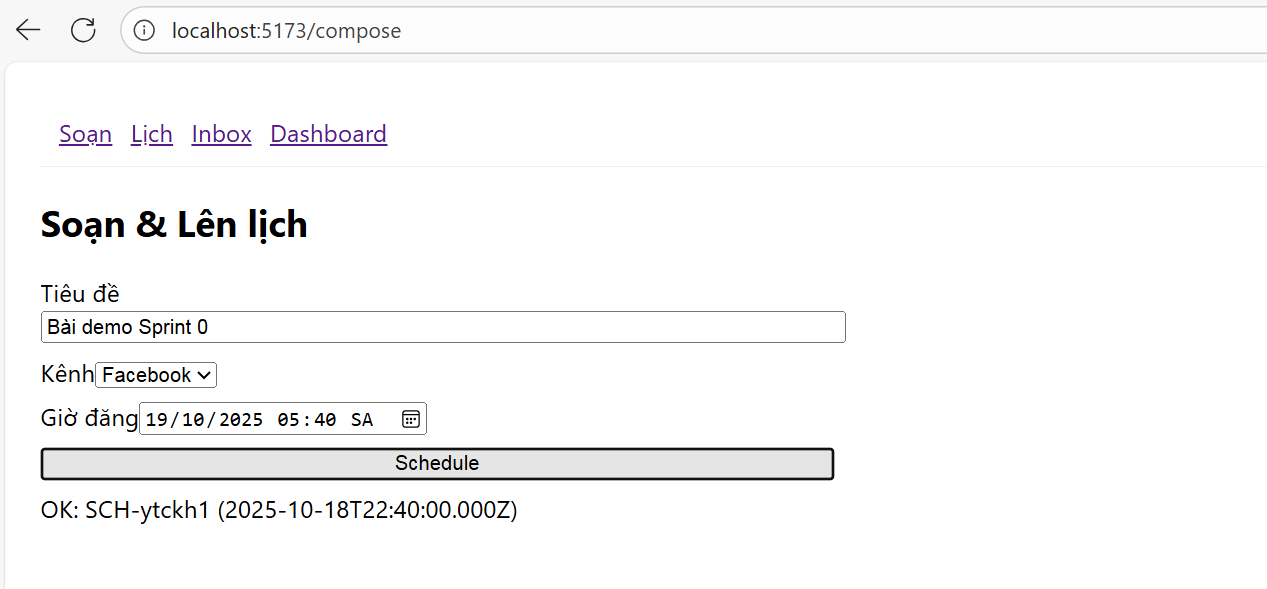 localhost:5173/compose
Soạn Lịch Inbox Dashboard
Soạn & Lên lịch
Tiêu đề
Bài demo Sprint 0
Kênh Facebook
Giờ đăng 19/10/2025 05:40 SA
Schedule
OK: SCH-ytckh1 (2025-10-18T22:40:00.000Z)